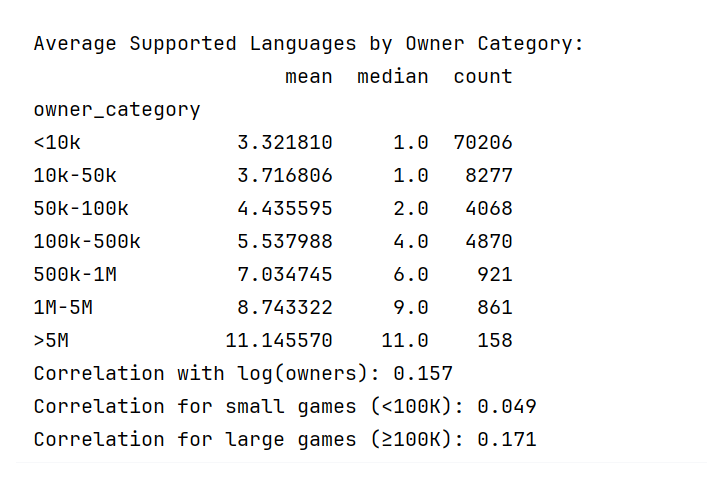 Average Supported Languages by Owner Category:
mean median count
owner_category
<10k 3.321810 1.0 70206
10k-50k 3.716806 1.0 8277
50k-100k 4.435595 2.0 4068
100k-500k 5.537988 4.0 4870
500k-1M 7.034745 6.0 921
1M-5M 8.743322 9.0 861
>5M 11.145570 11.0 158
Correlation with log(owners): 0.157
Correlation for small games (<100K): 0.049
Correlation for large games (≥100K): 0.171